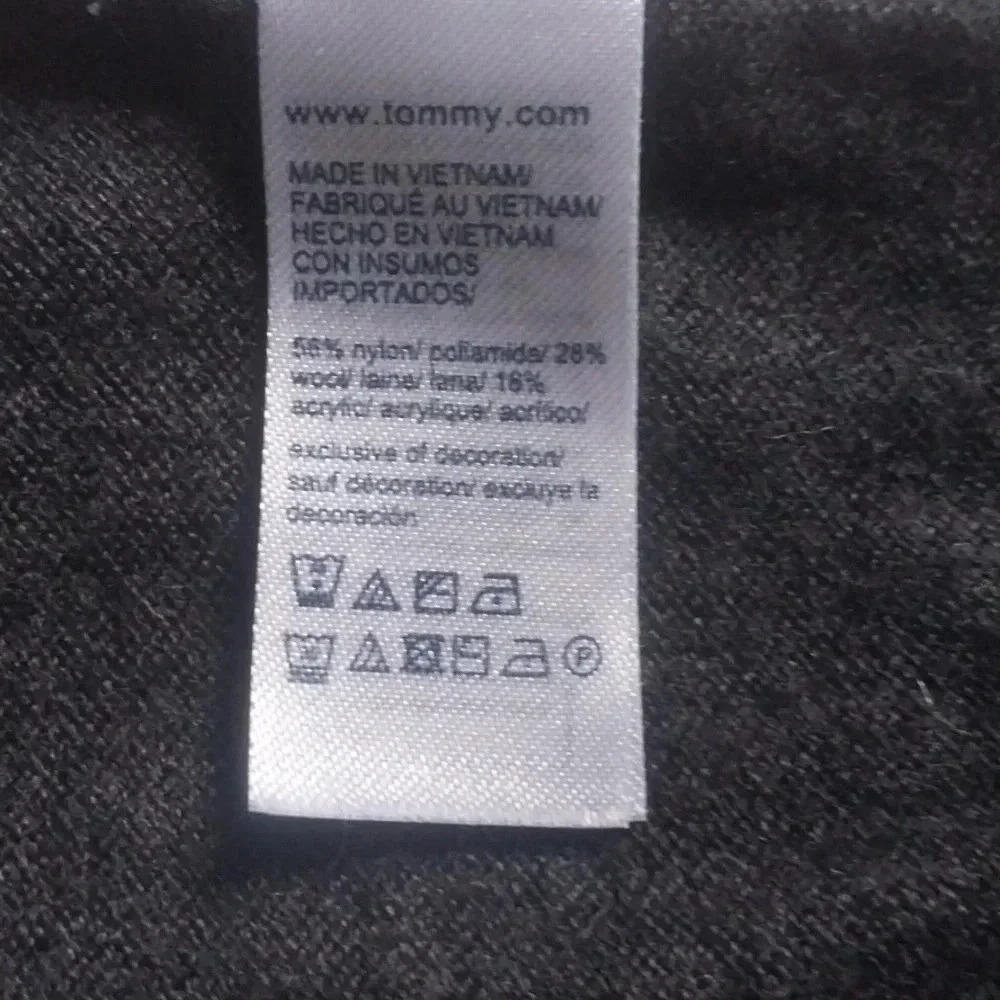 www.tommy.com
MADE IN VIETNAM/
FABRIQUÉ AU VIETNAM/
HECHO EN VIETNAM
CON INSUMOS
IMPORTADOS/
56% nylon/ poliamida/ 28%
wool/ laine/ lana/ 16%
acrylic/ acrylique/ acrílico/
exclusive of decoration/
sauf décoration/ excluye la
decoración
P